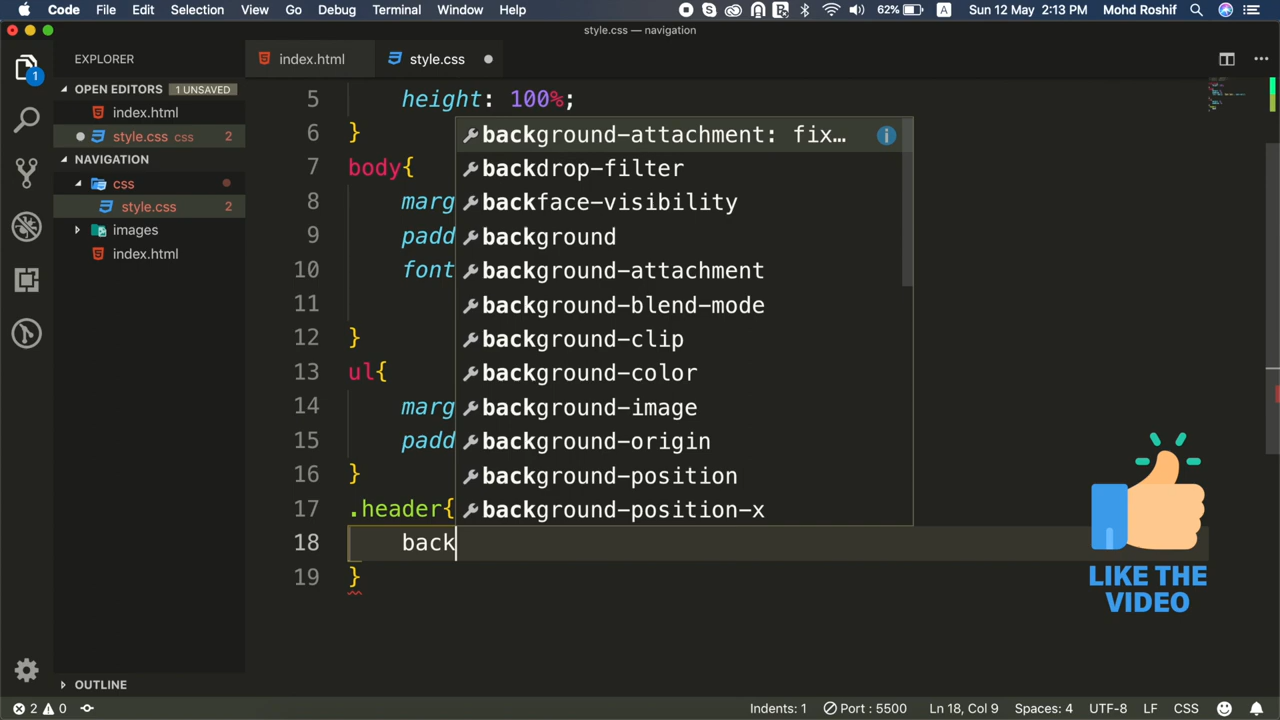 Code File Edit Selection View Go Debug Terminal Window Help 62% A Sun 12 May 2:13 PM Mohd Roshif
style.css — navigation
EXPLORER
index.html
style.css
OPEN EDITORS 1 UNSAVED
index.html
style.css css 2
NAVIGATION
css
style.css 2
images
index.html
OUTLINE
1
5 height: 100%;
6 }
7 body{
8 marg
9 padd
10 font
11
12 }
13 ul{
14 marg
15 padd
16 }
17 .header{
18 back
19 }
background-attachment: fix…
backdrop-filter
backface-visibility
background
background-attachment
background-blend-mode
background-clip
background-color
background-image
background-origin
background-position
background-position-x
LIKE THE
VIDEO
2 0 Indents: 1 Port : 5500 Ln 18, Col 9 Spaces: 4 UTF-8 LF CSS